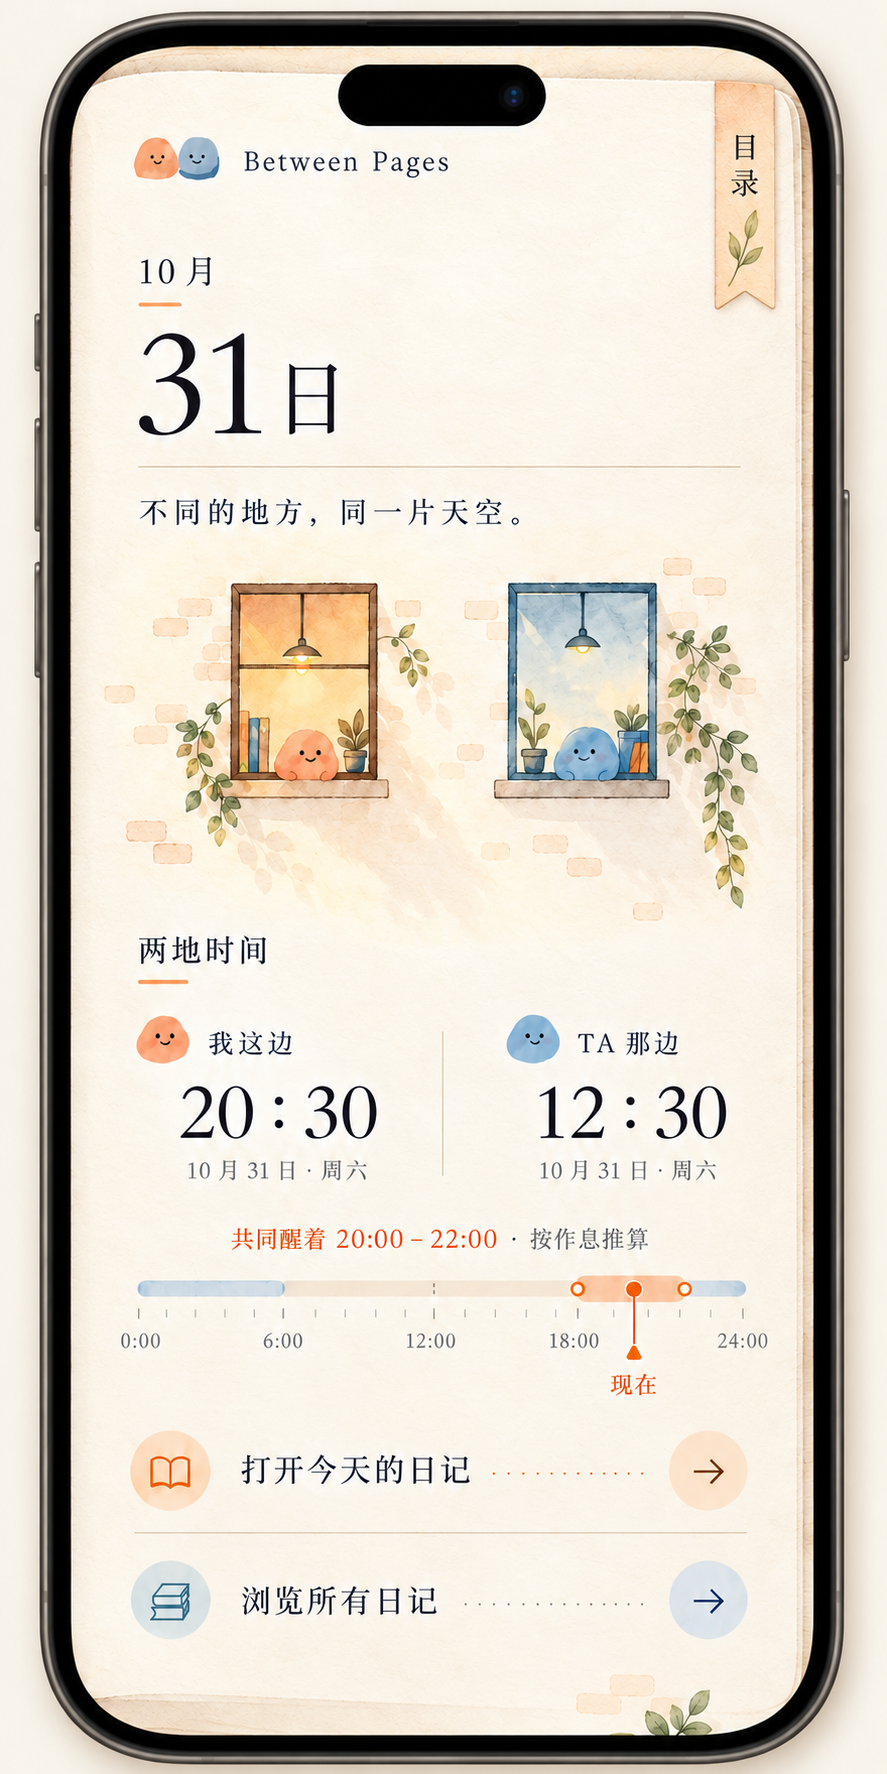 Between Pages
目录
10 月
31日
不同的地方，同一片天空。
两地时间
我这边
TA 那边
20:30
12:30
10 月 31 日 · 周六
10 月 31 日 · 周六
共同醒着 20:00 – 22:00 · 按作息推算
0:00 6:00 12:00 18:00 24:00
现在
打开今天的日记
浏览所有日记